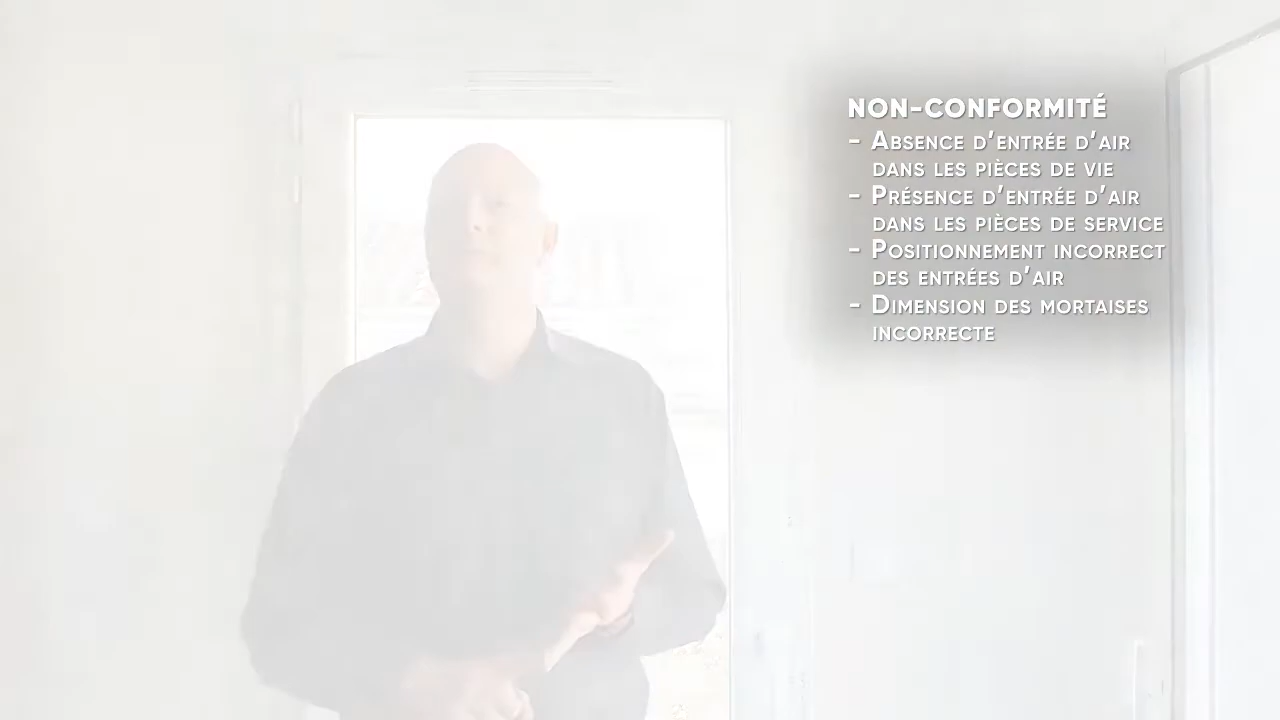 NON-CONFORMITÉ
- Absence d'entrée d'air
dans les pièces de vie
- Présence d'entrée d'air
dans les pièces de service
- Positionnement incorrect
des entrées d'air
- Dimension des mortaises
incorrecte